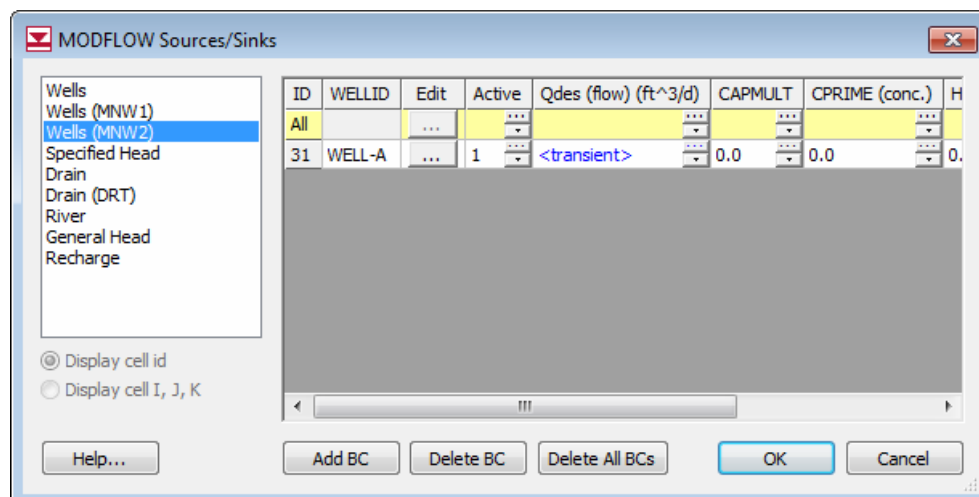 MODFLOW Sources/Sinks
Wells
Wells (MNW1)
Wells (MNW2)
Specified Head
Drain
Drain (DRT)
River
General Head
Recharge
Display cell id
Display cell I, J, K
ID WELLID Edit Active Qdes (flow) (ft^3/d) CAPMULT CPRIME (conc.) H
All ...
31 WELL-A ... 1 <transient> 0.0 0.0 0.
Help... Add BC Delete BC Delete All BCs OK Cancel